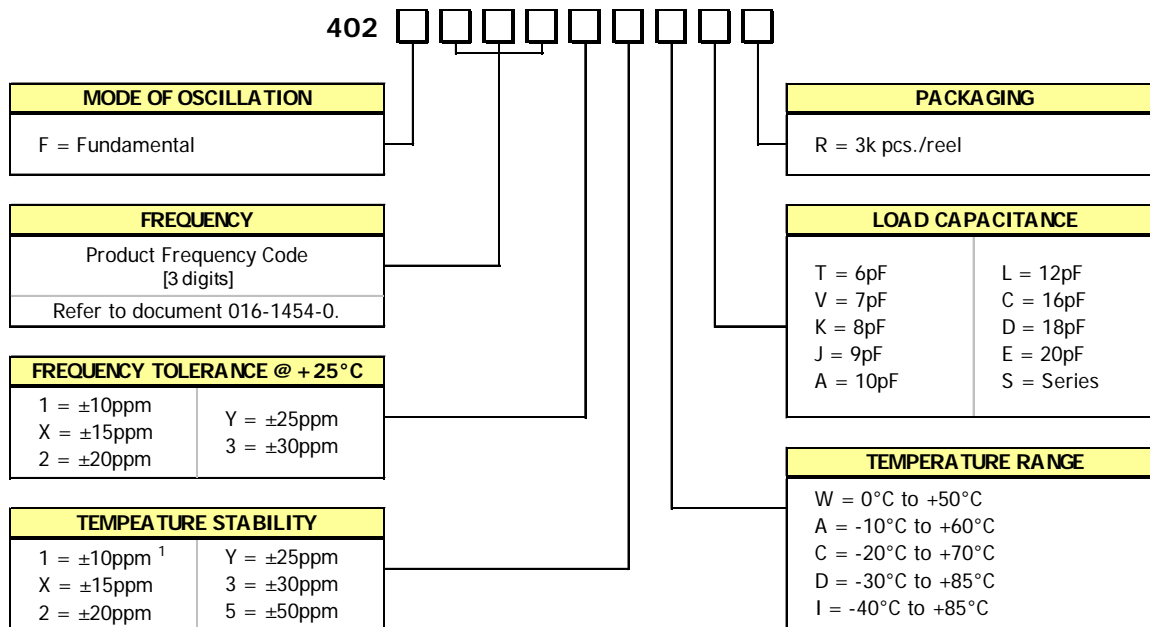 402
MODE OF OSCILLATION
F = Fundamental
FREQUENCY
Product Frequency Code
[3 digits]
Refer to document 016-1454-0.
FREQUENCY TOLERANCE @ +25°C
1 = ±10ppm
X = ±15ppm
2 = ±20ppm
Y = ±25ppm
3 = ±30ppm
TEMPEATURE STABILITY
1 = ±10ppm 1
X = ±15ppm
2 = ±20ppm
Y = ±25ppm
3 = ±30ppm
5 = ±50ppm
PACKAGING
R = 3k pcs./reel
LOAD CAPACITANCE
T = 6pF
V = 7pF
K = 8pF
J = 9pF
A = 10pF
L = 12pF
C = 16pF
D = 18pF
E = 20pF
S = Series
TEMPERATURE RANGE
W = 0°C to +50°C
A = -10°C to +60°C
C = -20°C to +70°C
D = -30°C to +85°C
I = -40°C to +85°C